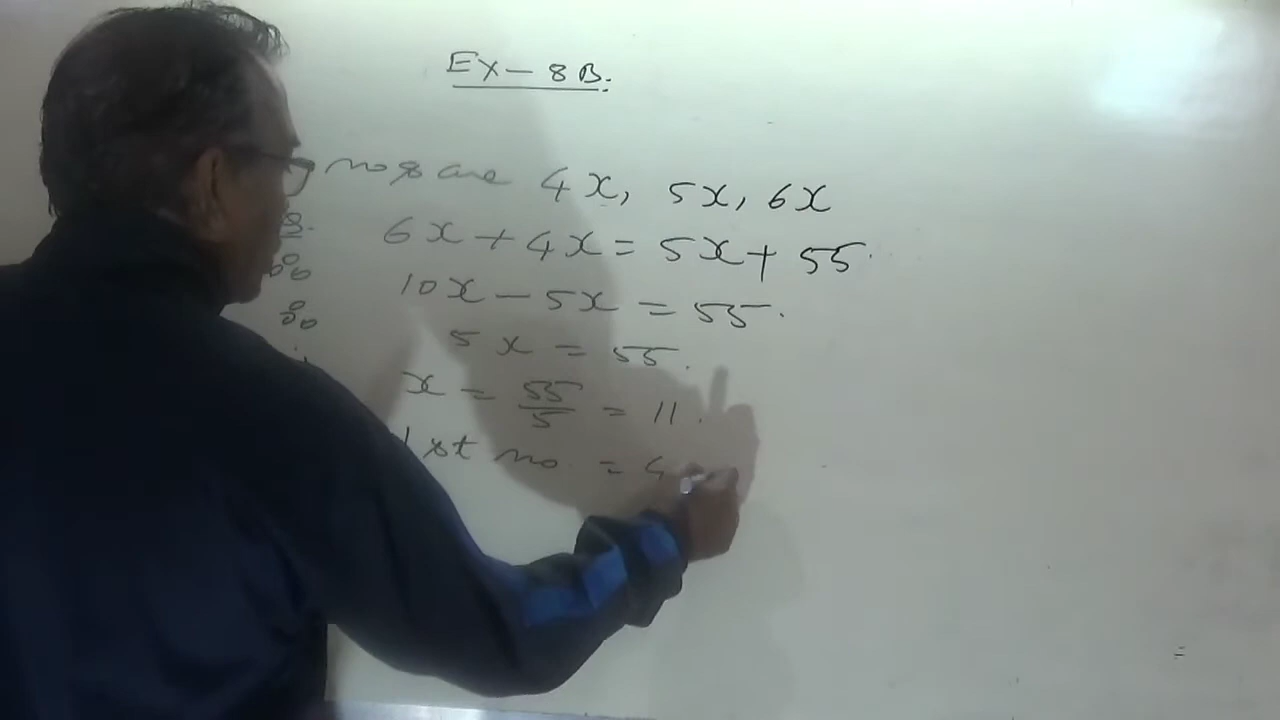 Ex - 8 B.
nos are 4x, 5x, 6x
∴ 6x + 4x = 5x + 55.
∴ 10x - 5x = 55.
5x = 55.
x = 55/5 = 11.
1st no. = 4
=